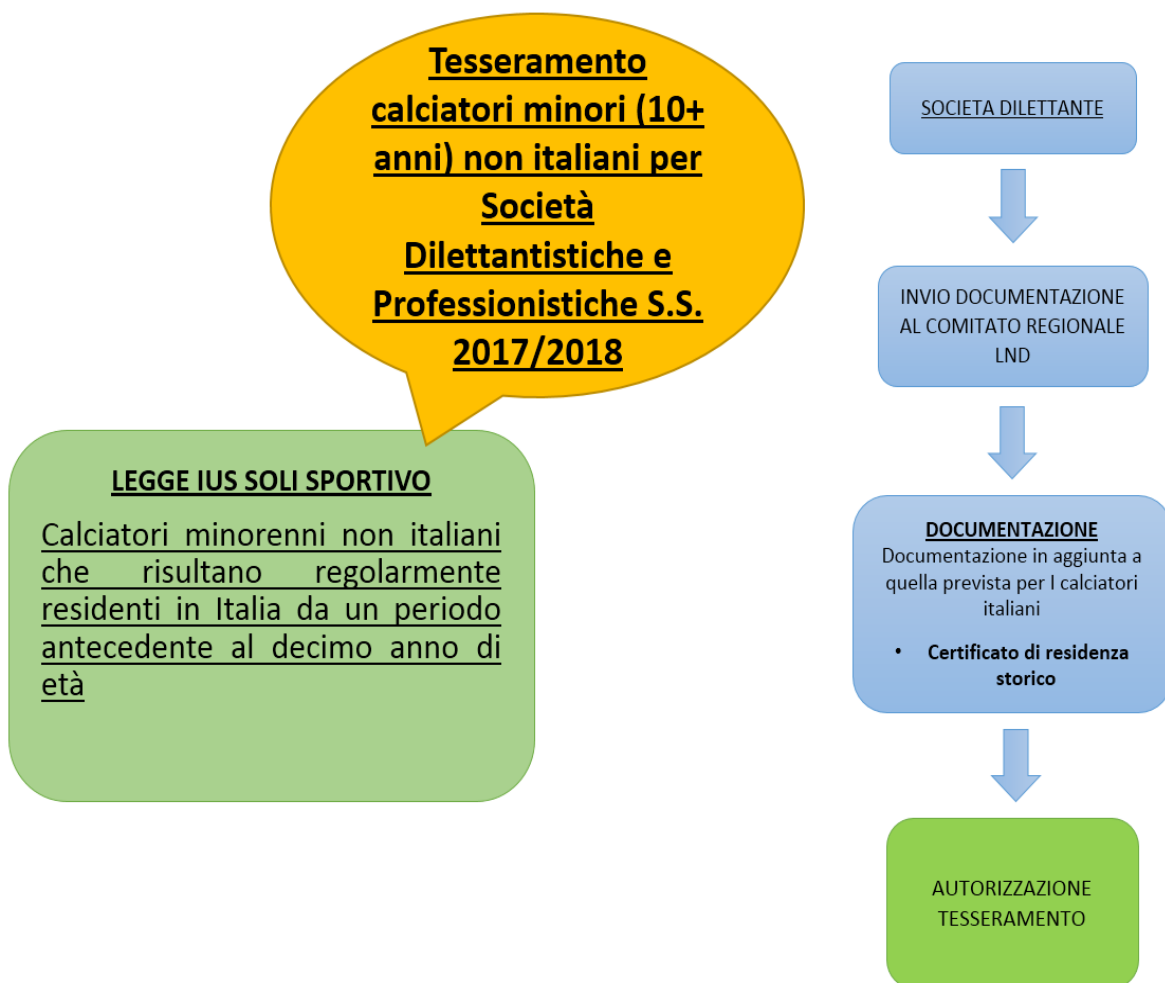 Tesseramento
calciatori minori (10+
anni) non italiani per
Società
Dilettantistiche e
Professionistiche S.S.
2017/2018
LEGGE IUS SOLI SPORTIVO
Calciatori minorenni non italiani
che risultano regolarmente
residenti in Italia da un periodo
antecedente al decimo anno di
età
SOCIETA DILETTANTE
INVIO DOCUMENTAZIONE
AL COMITATO REGIONALE
LND
DOCUMENTAZIONE
Documentazione in aggiunta a
quella prevista per I calciatori
italiani
• Certificato di residenza
storico
AUTORIZZAZIONE
TESSERAMENTO